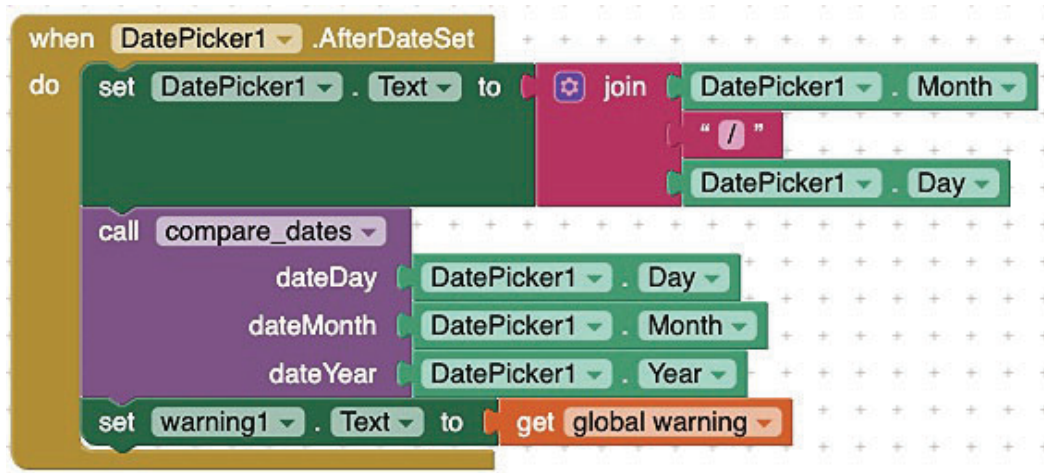 when DatePicker1 .AfterDateSet
do set DatePicker1 . Text to join DatePicker1 . Month
" / "
DatePicker1 . Day
call compare_dates
dateDay DatePicker1 . Day
dateMonth DatePicker1 . Month
dateYear DatePicker1 . Year
set warning1 . Text to get global warning